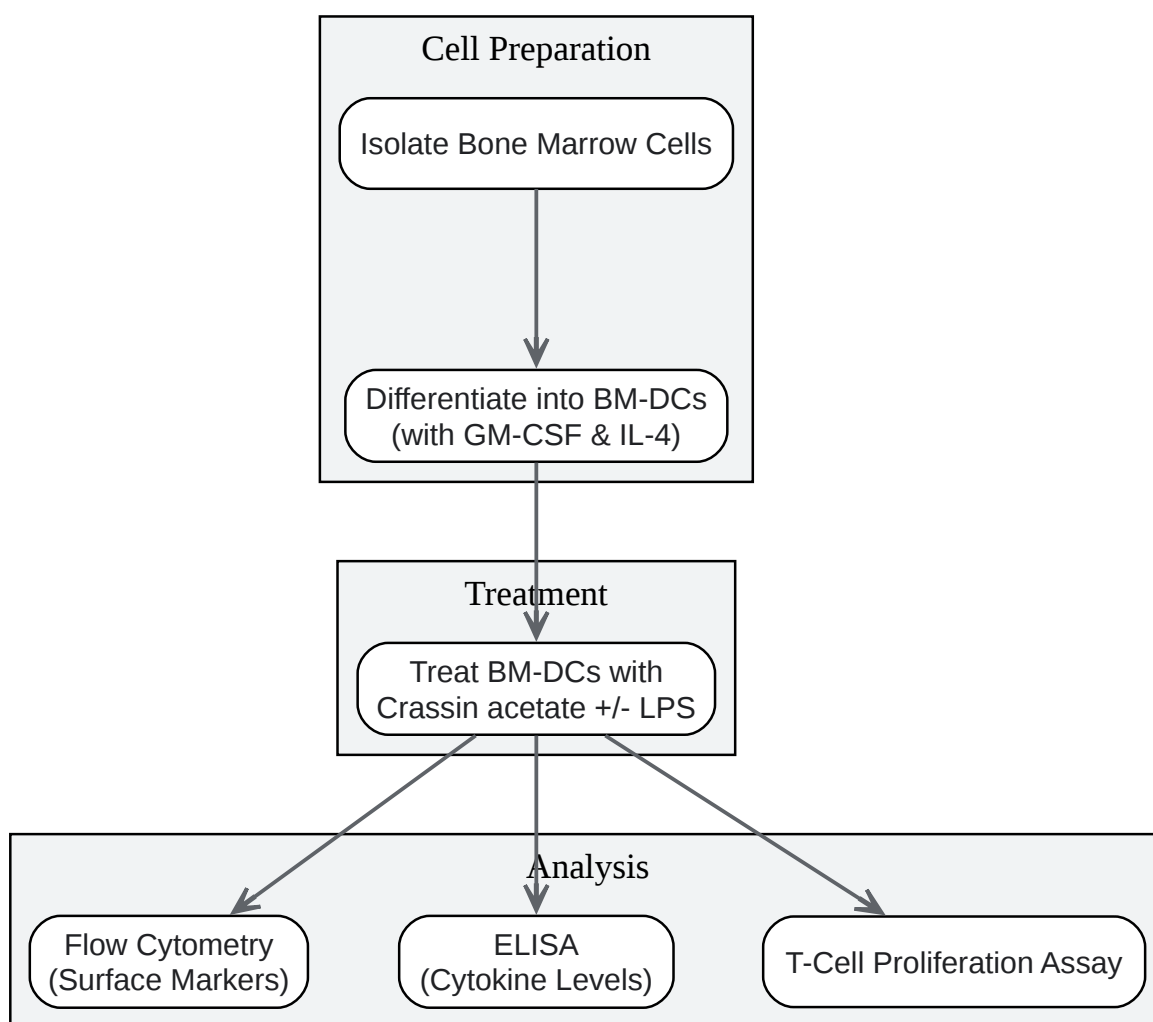 Cell Preparation
Isolate Bone Marrow Cells
Differentiate into BM-DCs
(with GM-CSF & IL-4)
Treatment
Treat BM-DCs with
Crassin acetate +/- LPS
Analysis
Flow Cytometry
(Surface Markers)
ELISA
(Cytokine Levels)
T-Cell Proliferation Assay